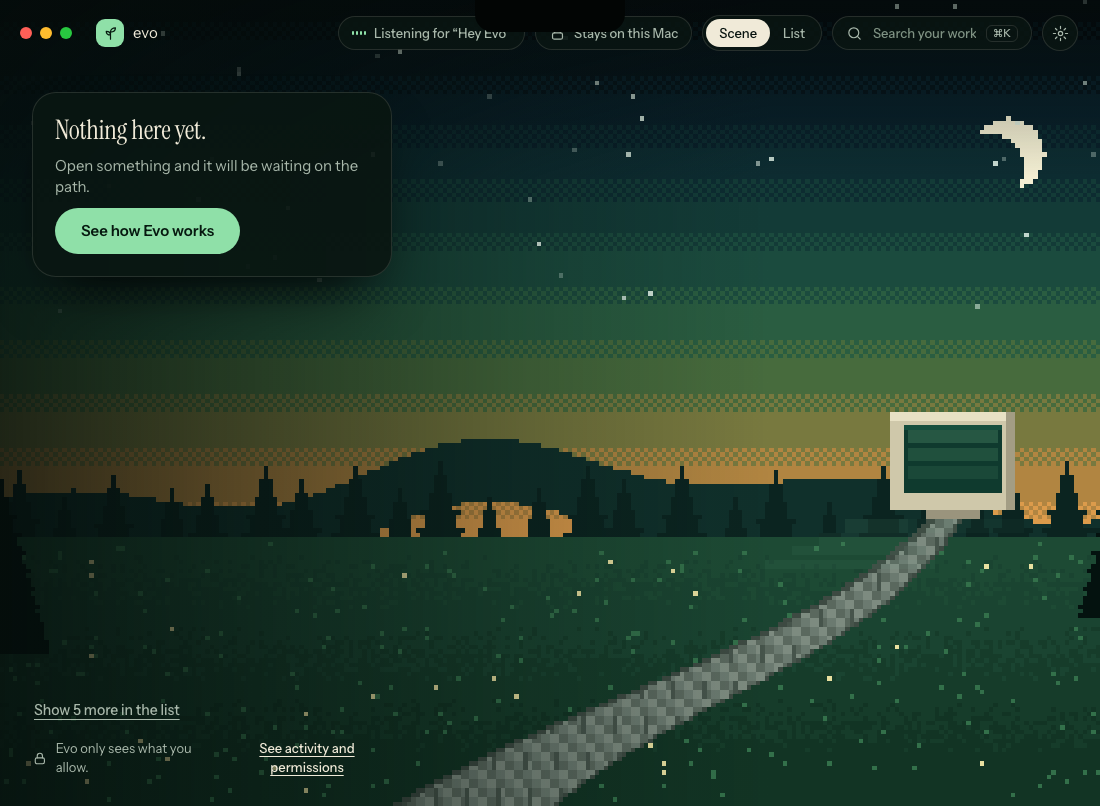 evo
Listening for “Hey Evo
Stays on this Mac
Scene
List
Search your work
⌘K
Nothing here yet.
Open something and it will be waiting on the
path.
See how Evo works
Show 5 more in the list
Evo only sees what you
allow.
See activity and
permissions